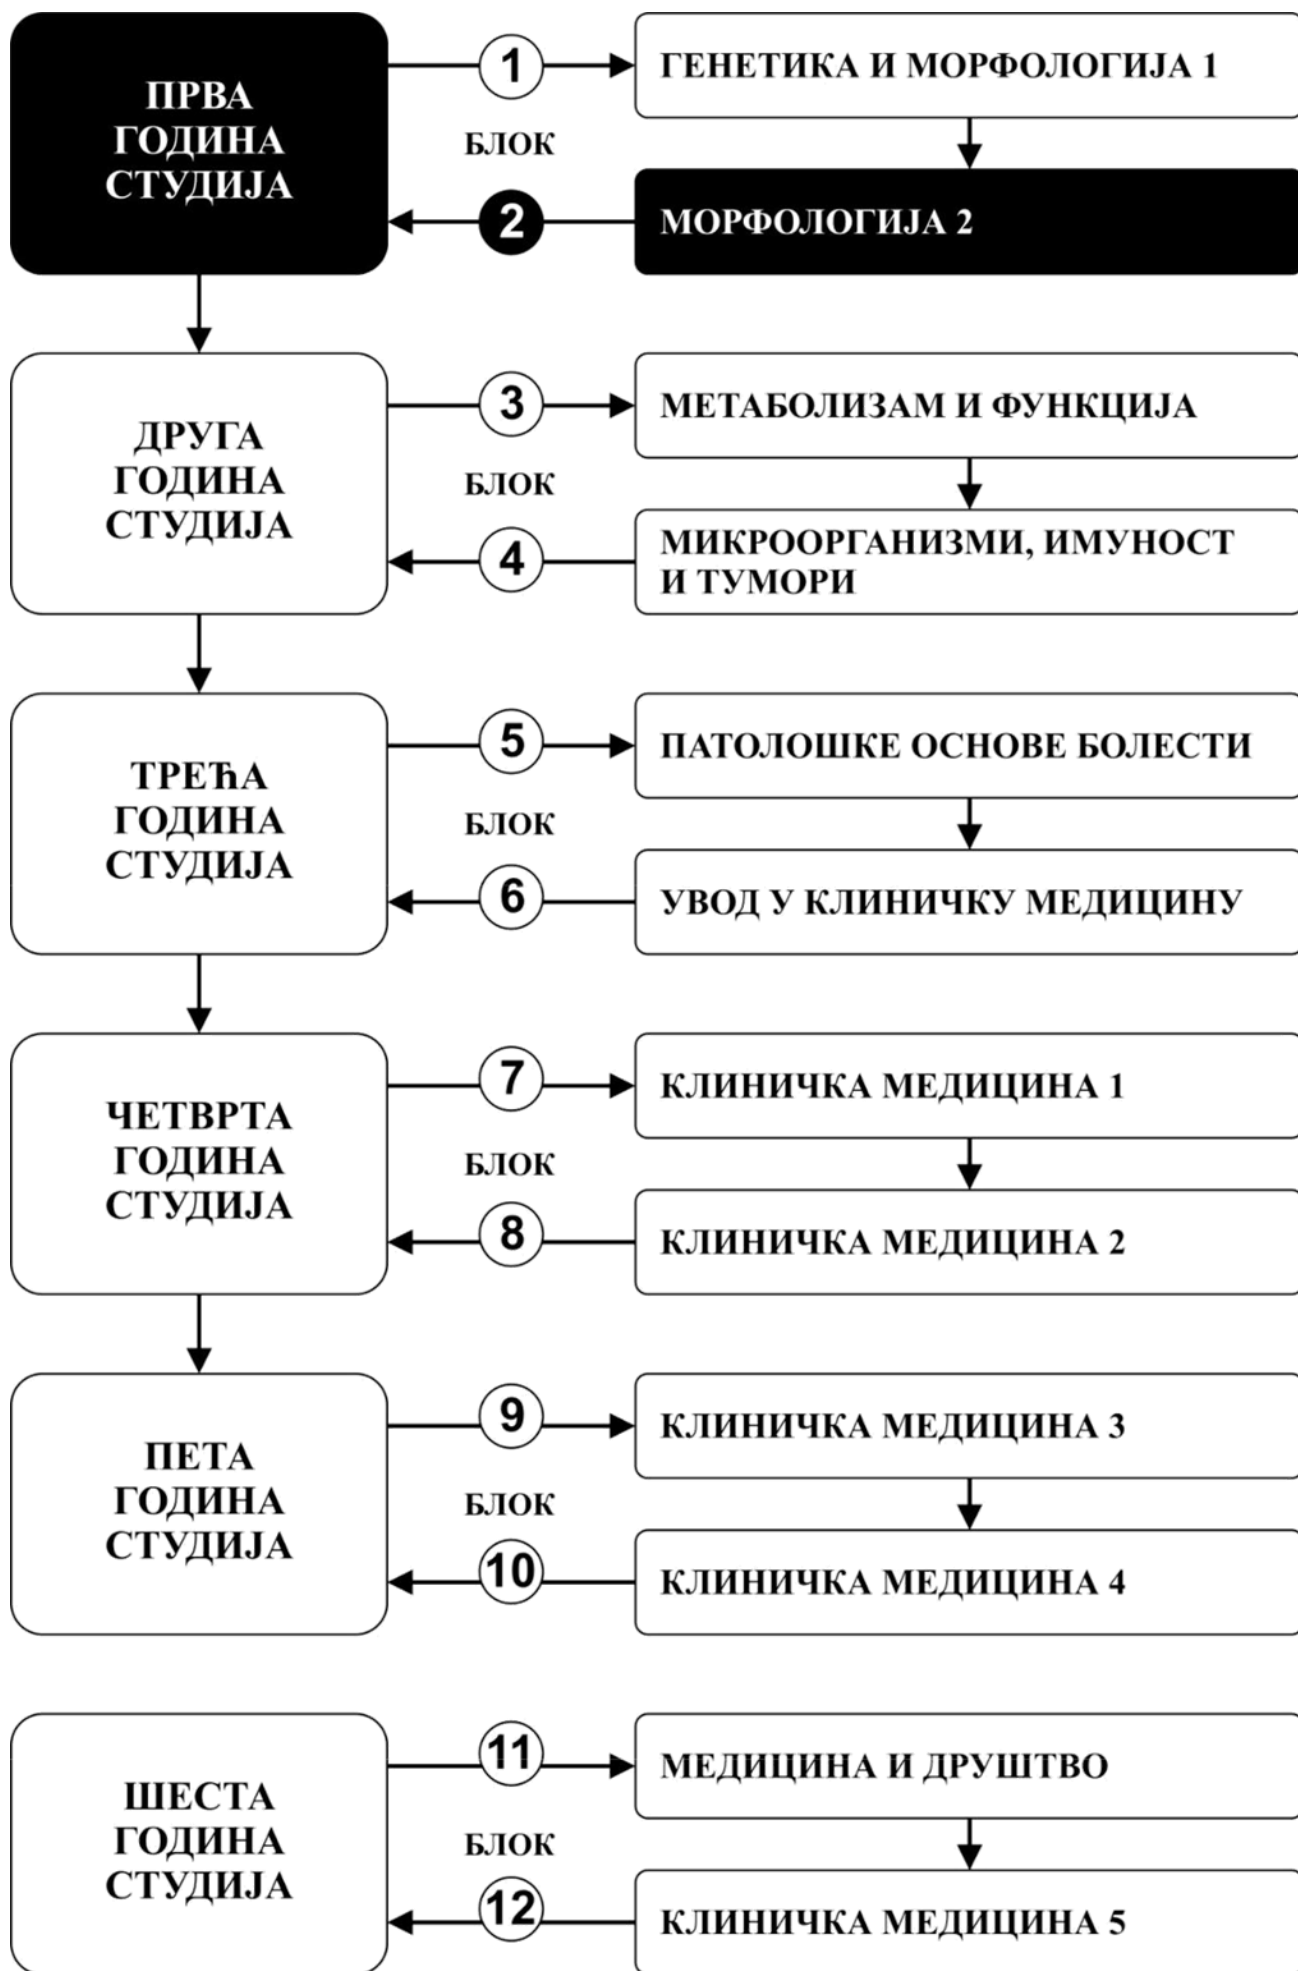 ПРВА
ГОДИНА
СТУДИЈА
1
ГЕНЕТИКА И МОРФОЛОГИЈА 1
БЛОК
2
МОРФОЛОГИЈА 2
ДРУГА
ГОДИНА
СТУДИЈА
3
МЕТАБОЛИЗАМ И ФУНКЦИЈА
БЛОК
4
МИКРООРГАНИЗМИ, ИМУНОСТ
И ТУМОРИ
ТРЕЋА
ГОДИНА
СТУДИЈА
5
ПАТОЛОШКЕ ОСНОВЕ БОЛЕСТИ
БЛОК
6
УВОД У КЛИНИЧКУ МЕДИЦИНУ
ЧЕТВРТА
ГОДИНА
СТУДИЈА
7
КЛИНИЧКА МЕДИЦИНА 1
БЛОК
8
КЛИНИЧКА МЕДИЦИНА 2
ПЕТА
ГОДИНА
СТУДИЈА
9
КЛИНИЧКА МЕДИЦИНА 3
БЛОК
10
КЛИНИЧКА МЕДИЦИНА 4
ШЕСТА
ГОДИНА
СТУДИЈА
11
МЕДИЦИНА И ДРУШТВО
БЛОК
12
КЛИНИЧКА МЕДИЦИНА 5